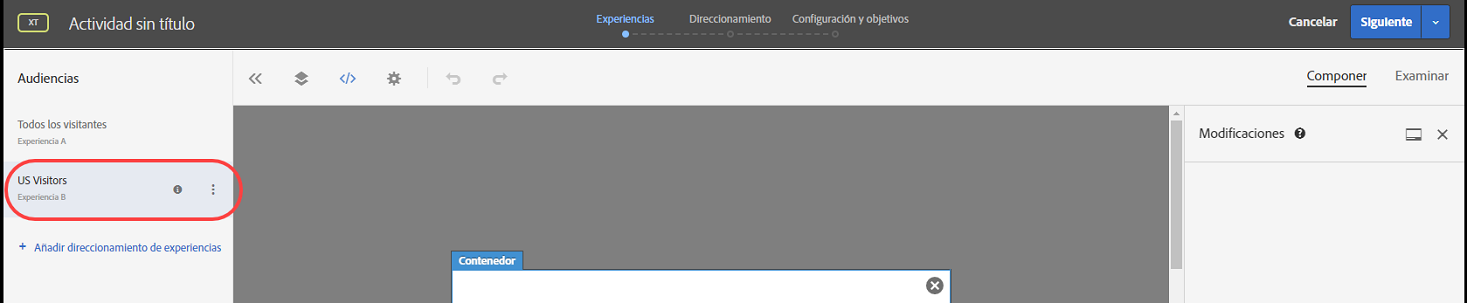 XT
Actividad sin título
Experiencias
Direccionamiento
Configuración y objetivos
Cancelar
Siguiente
Audiencias
Componer
Examinar
Todos los visitantes
Experiencia A
US Visitors
Experiencia B
+ Añadir direccionamiento de experiencias
Modificaciones
Contenedor